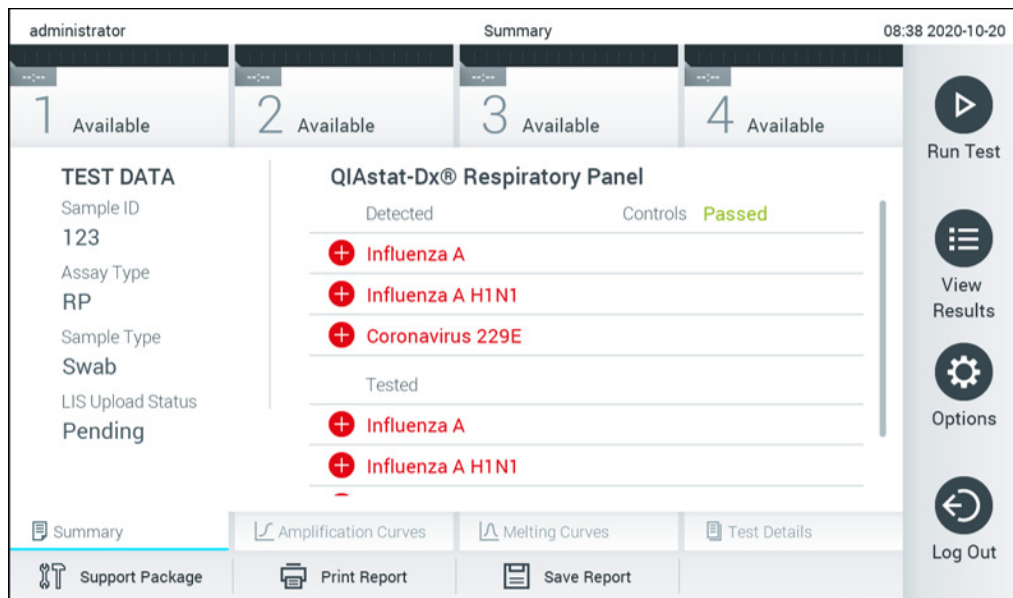 administrator Summary 08:38 2020-10-20
--:-- --:-- --:-- --:--
1 Available 2 Available 3 Available 4 Available
Run Test
TEST DATA
Sample ID
123
Assay Type
RP
Sample Type
Swab
LIS Upload Status
Pending
QIAstat-Dx® Respiratory Panel
Detected Controls Passed
Influenza A
Influenza A H1N1
Coronavirus 229E
Tested
Influenza A
Influenza A H1N1
View
Results
Options
Log Out
Summary Amplification Curves Melting Curves Test Details
Support Package Print Report Save Report